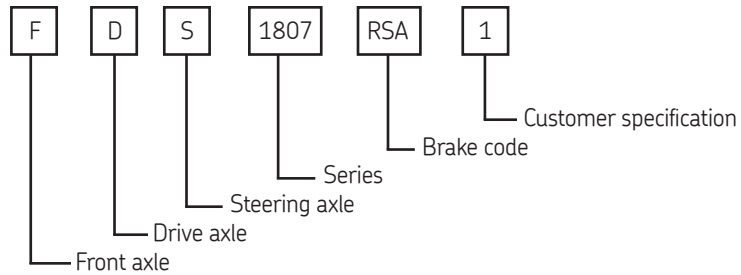 F D S 1807 RSA 1
Customer specification
Brake code
Series
Steering axle
Drive axle
Front axle